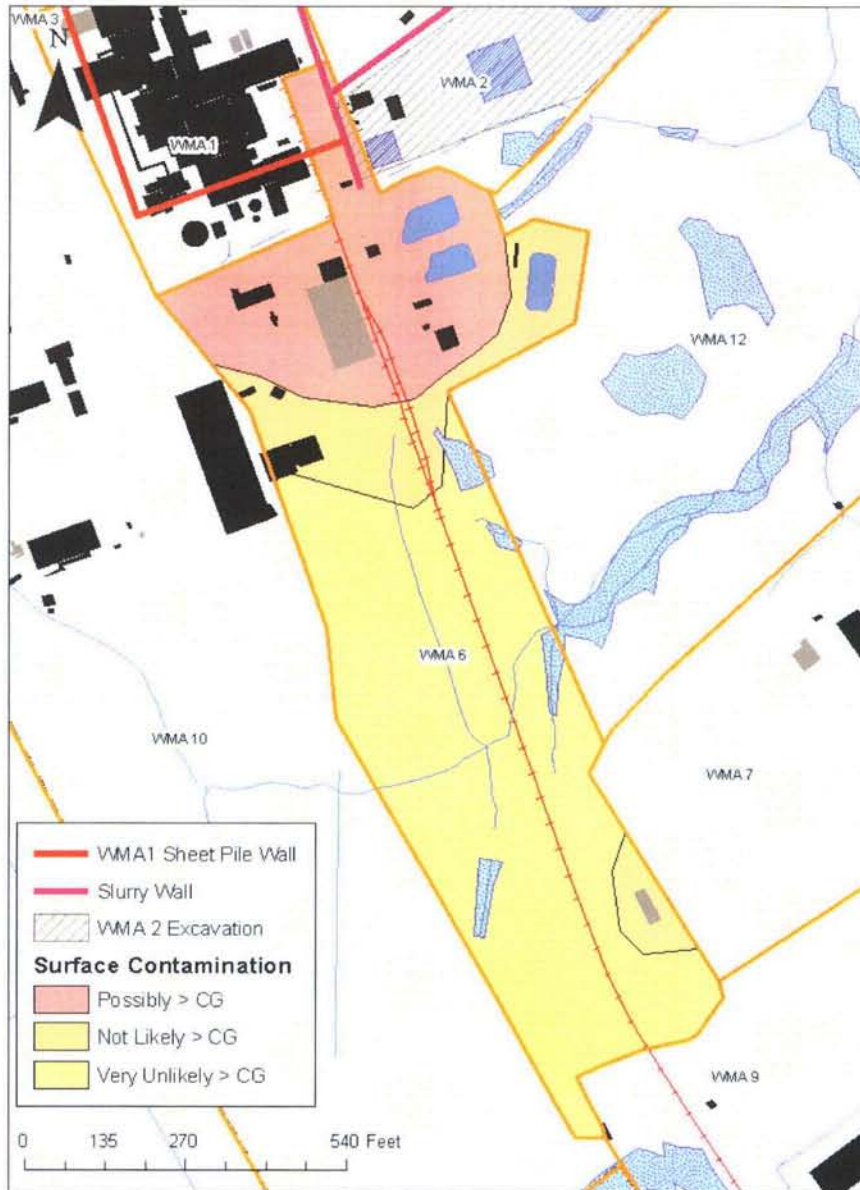 WMA 3
N
WMA 2
WMA 1
WMA 12
WMA 6
WMA 10
WMA 7
WMA1 Sheet Pile Wall
Slurry Wall
WMA 2 Excavation
Surface Contamination
Possibly > CG
Not Likely > CG
Very Unlikely > CG
WMA 9
0 135 270 540 Feet